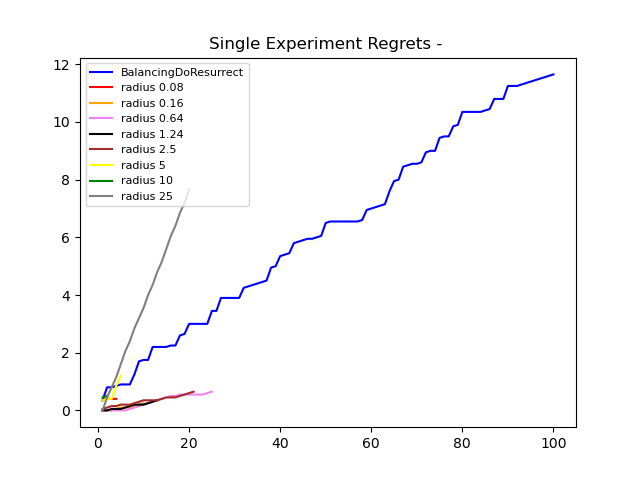 Single Experiment Regrets -
12
10
8
6
4
2
0
BalancingDoResurrect
radius 0.08
radius 0.16
radius 0.64
radius 1.24
radius 2.5
radius 5
radius 10
radius 25
0 20 40 60 80 100